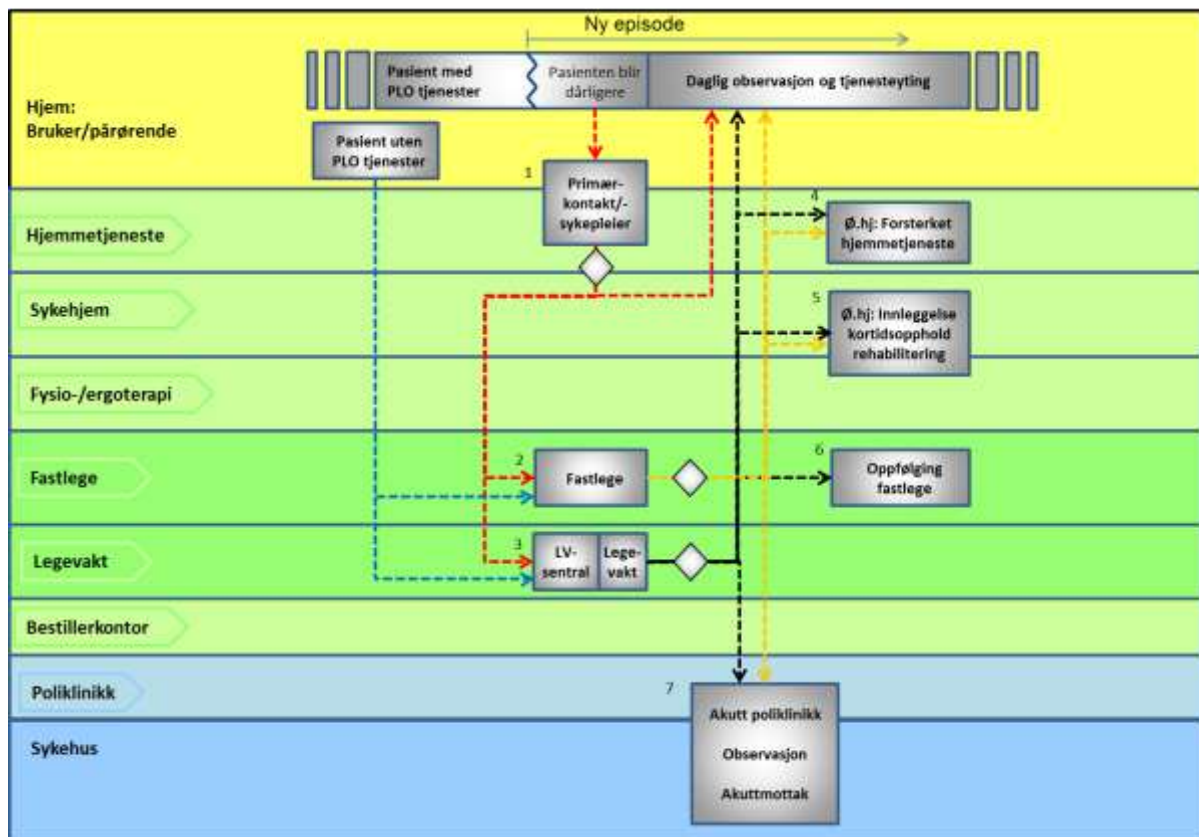 Ny episode
Pasient med
PLO tjenester
Pasienten blir
dårligere
Daglig observasjon og tjenesteyting
Hjem:
Bruker/pårørende
Pasient uten
PLO tjenester
1
Primær-
kontakt/-
sykepleier
Hjemmetjeneste
4
Ø.hj: Forsterket
hjemmetjeneste
Sykehjem
5
Ø.hj: Innleggelse
kortidsopphold
rehabilitering
Fysio-/ergoterapi
Fastlege
2
Fastlege
6
Oppfølging
fastlege
Legevakt
3
LV-
sentral
Lege-
vakt
Bestillerkontor
Poliklinikk
7
Akutt poliklinikk
Observasjon
Akuttmottak
Sykehus